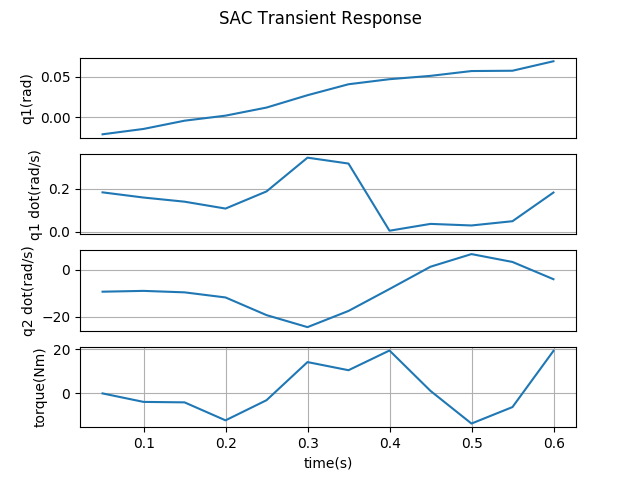 SAC Transient Response
q1(rad)
0.05
0.00
q1 dot(rad/s)
0.2
0.0
q2 dot(rad/s)
0
−20
torque(Nm)
20
0
0.1 0.2 0.3 0.4 0.5 0.6
time(s)